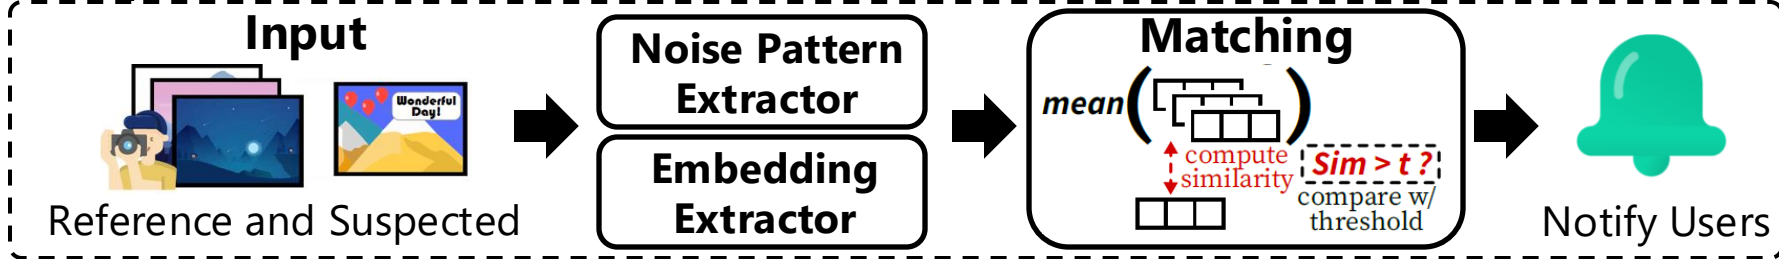 Input
Wonderful
Day!
Reference and Suspected
Noise Pattern
Extractor
Embedding
Extractor
Matching
mean( )
compute
similarity
Sim > t ?
compare w/
threshold
Notify Users